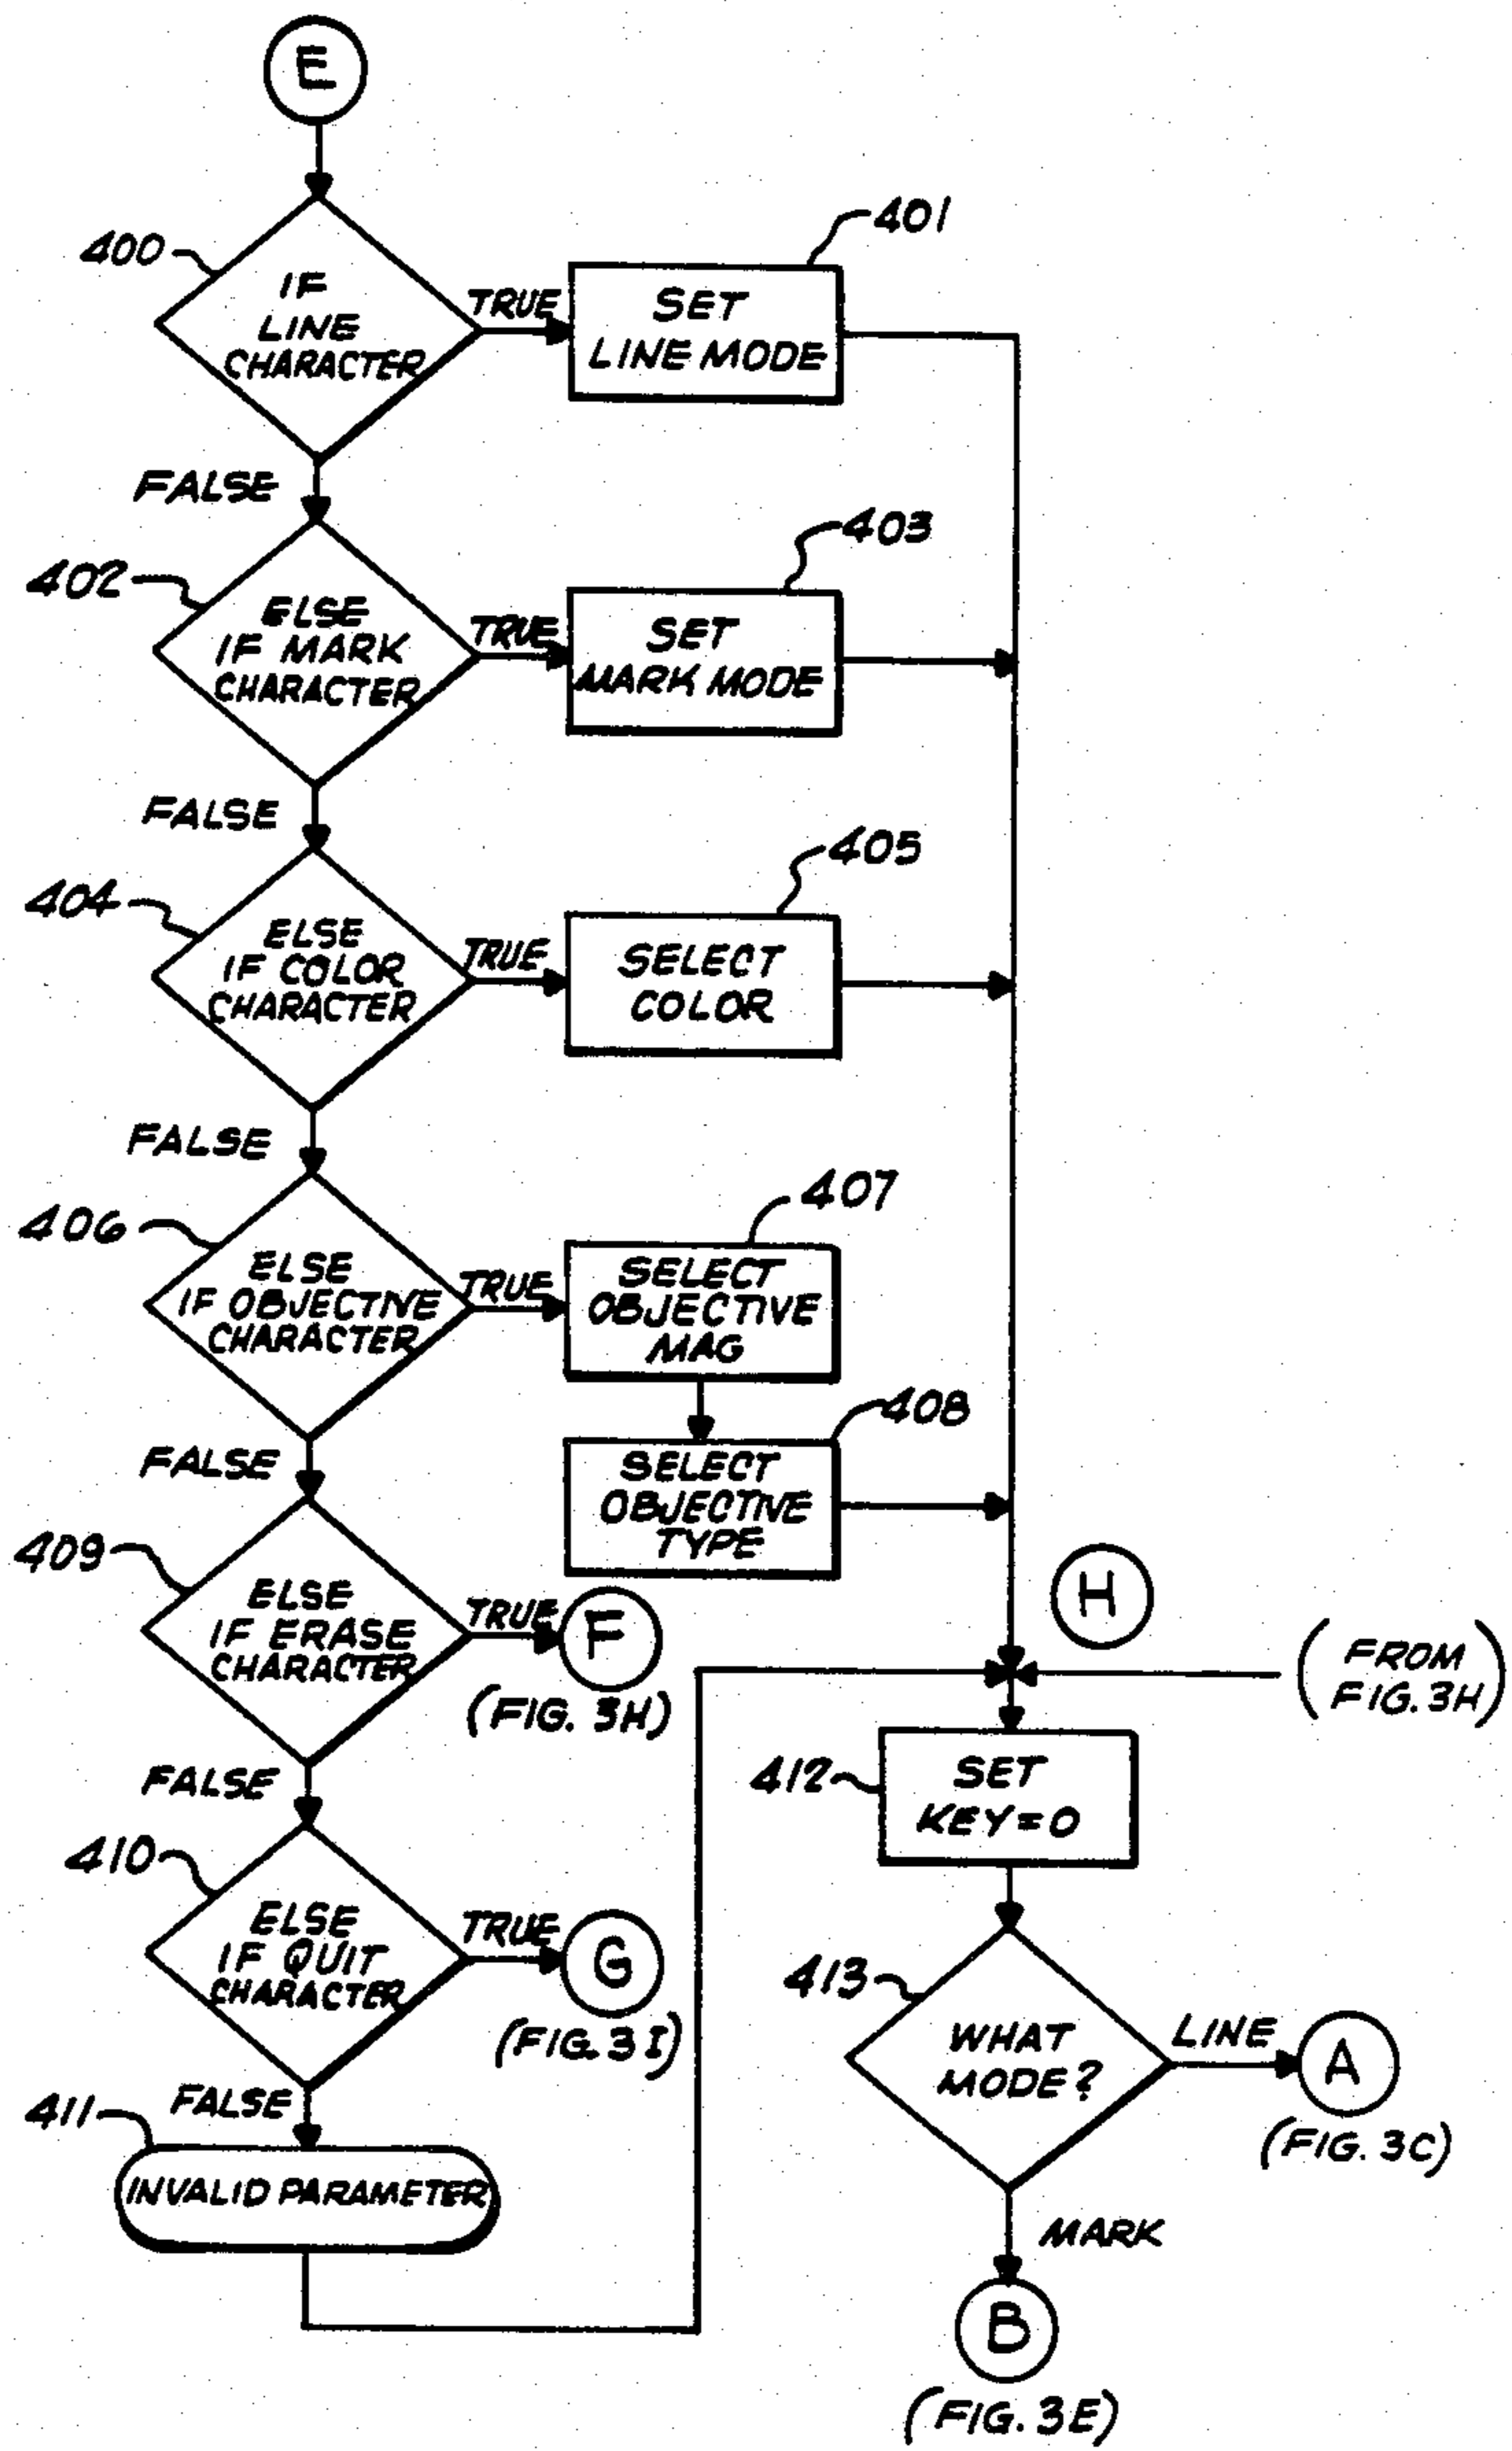 E
400
IF
LINE
CHARACTER
TRUE
401
SET
LINE MODE
FALSE
402
ELSE
IF MARK
CHARACTER
TRUE
403
SET
MARK MODE
FALSE
404
ELSE
IF COLOR
CHARACTER
TRUE
405
SELECT
COLOR
FALSE
406
ELSE
IF OBJECTIVE
CHARACTER
TRUE
407
SELECT
OBJECTIVE
MAG
408
SELECT
OBJECTIVE
TYPE
FALSE
409
ELSE
IF ERASE
CHARACTER
TRUE
F
(FIG. 3H)
H
(FROM
FIG. 3H)
FALSE
410
ELSE
IF QUIT
CHARACTER
TRUE
G
(FIG. 3I)
FALSE
411
INVALID PARAMETER
412
SET
KEY=0
413
WHAT
MODE?
LINE
A
(FIG. 3C)
MARK
B
(FIG. 3E)